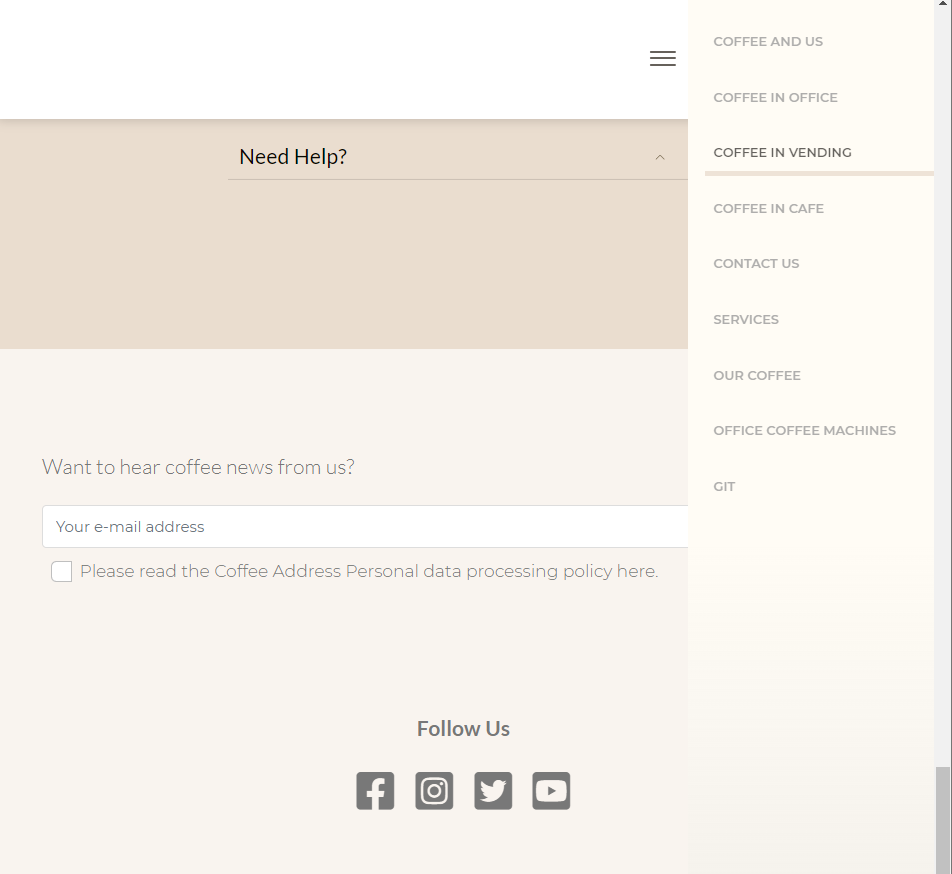 Need Help?
Want to hear coffee news from us?
Your e-mail address
Please read the Coffee Address Personal data processing policy here.
Follow Us
COFFEE AND US
COFFEE IN OFFICE
COFFEE IN VENDING
COFFEE IN CAFE
CONTACT US
SERVICES
OUR COFFEE
OFFICE COFFEE MACHINES
GIT